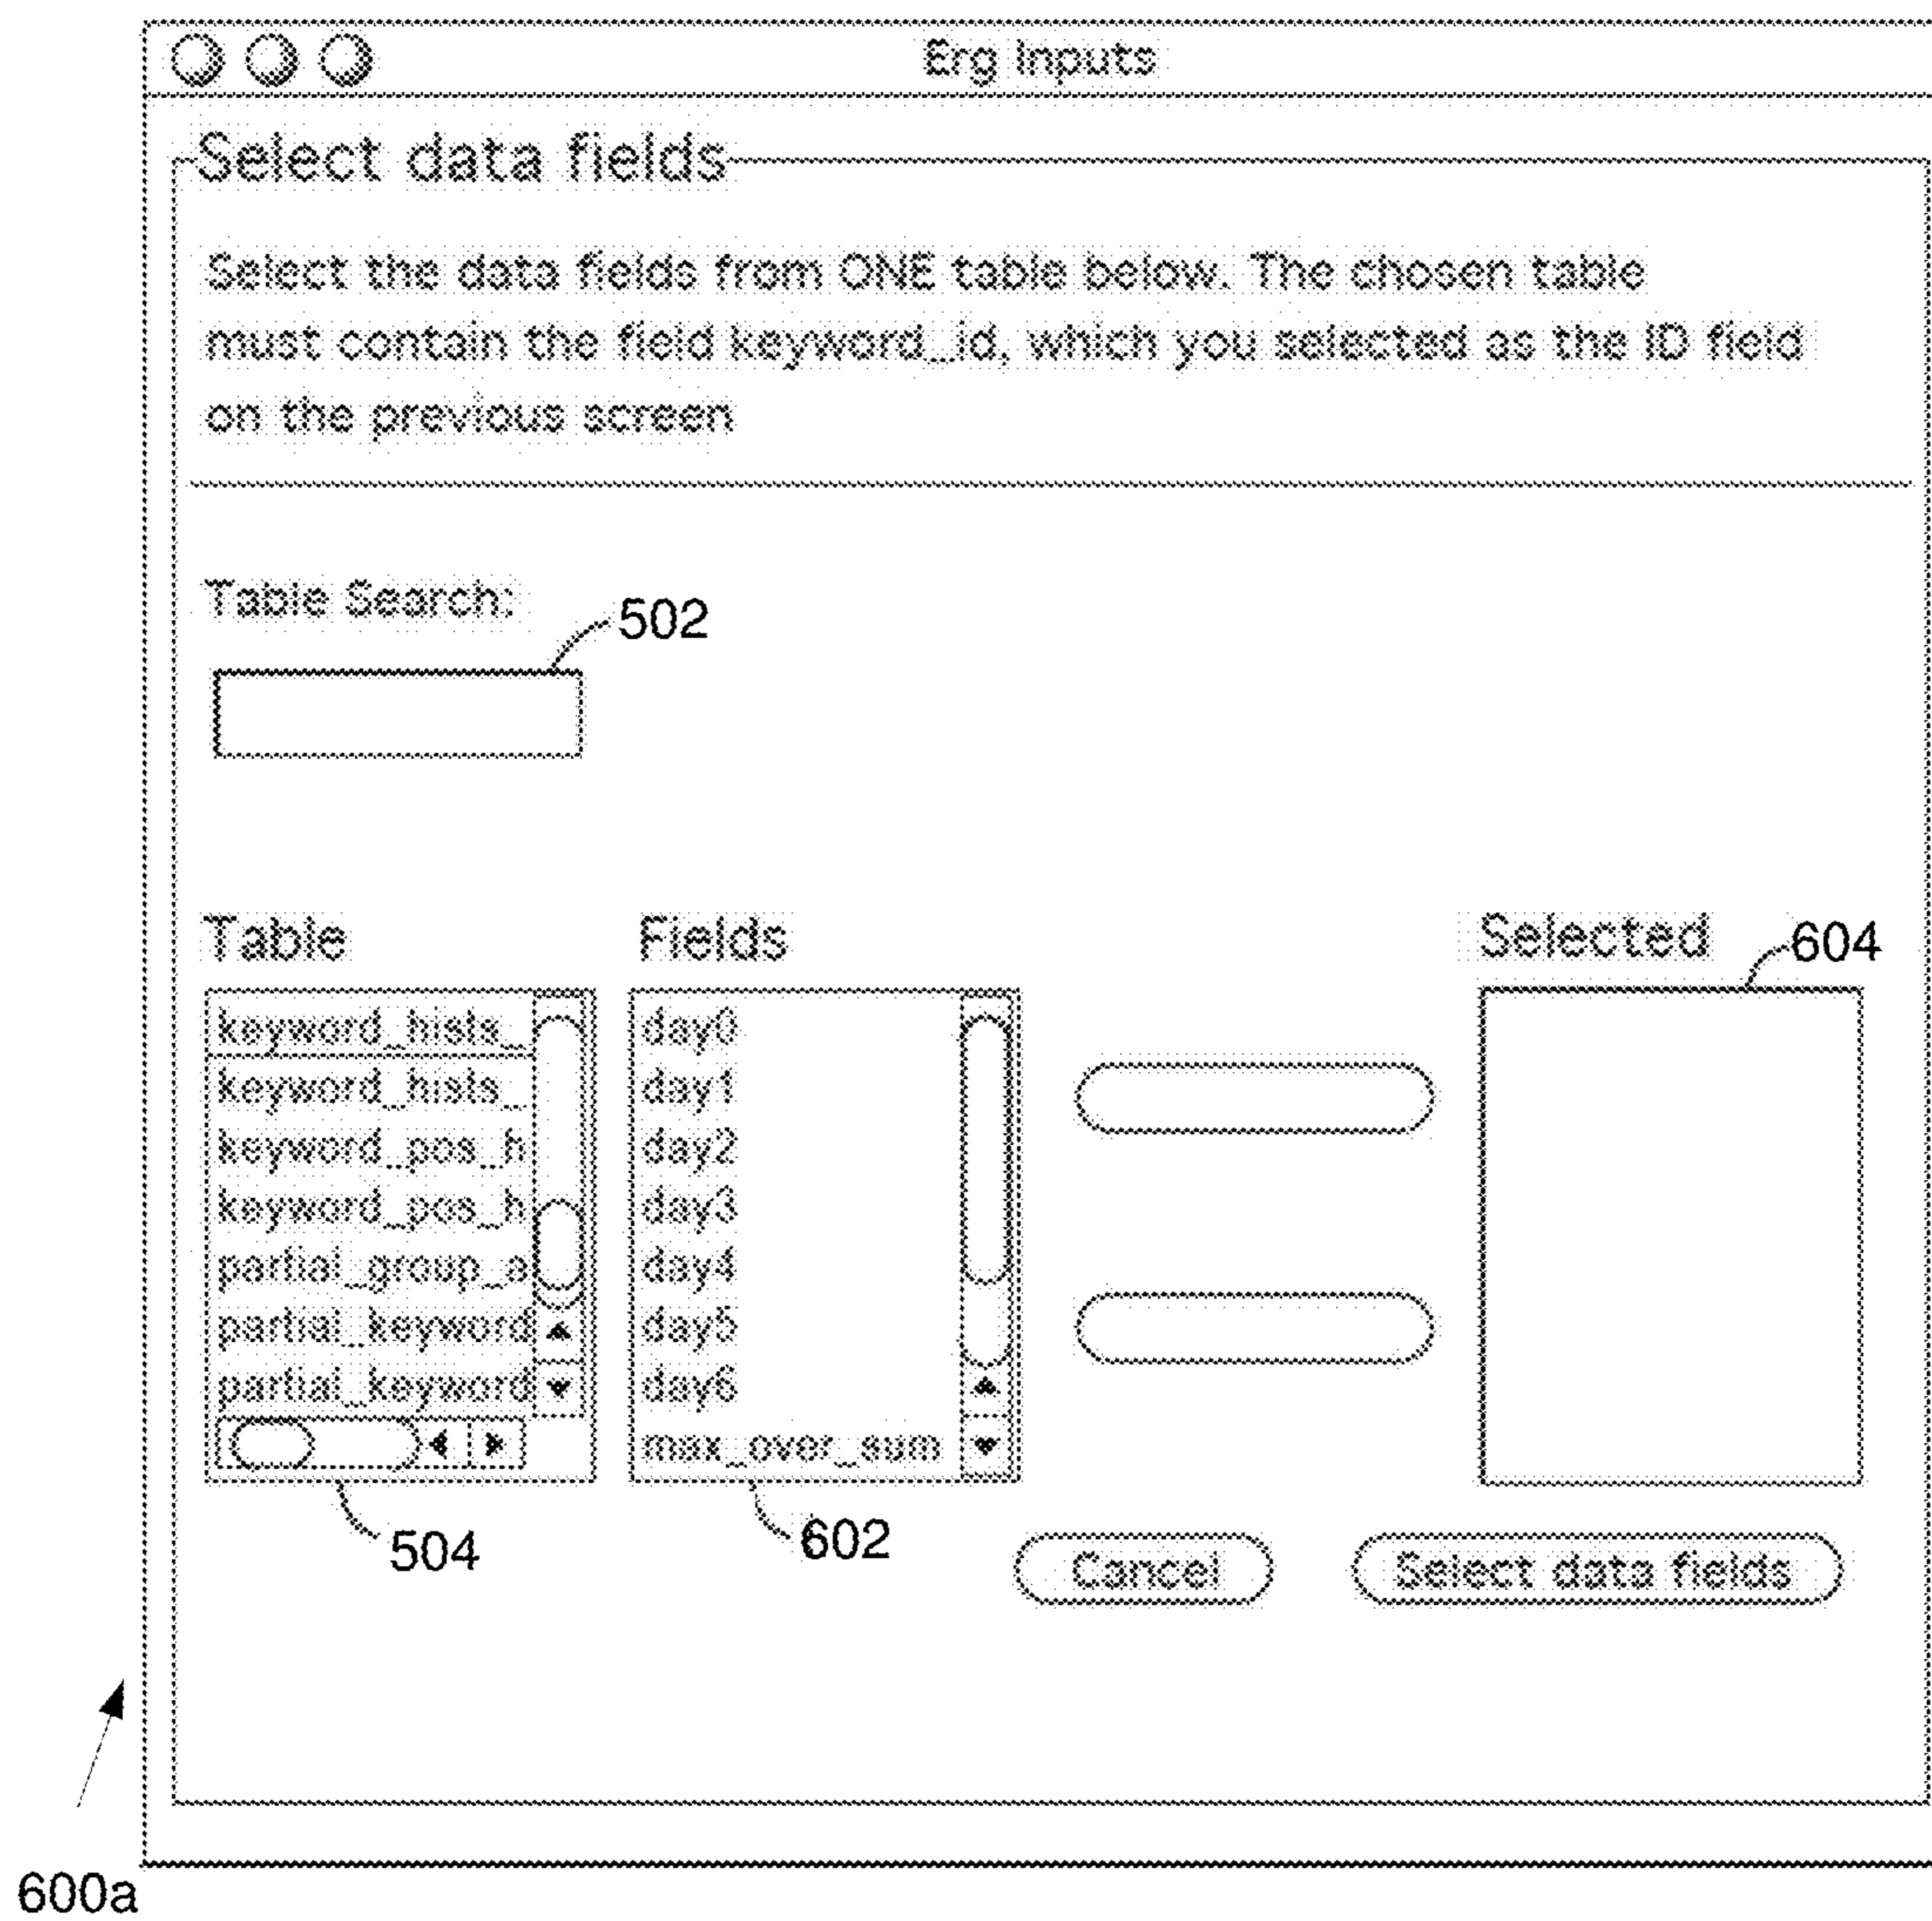 Erg Inputs
Select data fields
Select the data fields from ONE table below. The chosen table
must contain the field keyword_id, which you selected as the ID field
on the previous screen
Table Search:
502
Table
Fields
Selected
604
keyword_hists_
keyword_hists_
keyword_pos_h
keyword_pos_h
partial_group_a
partial_keyword
partial_keyword
day0
day1
day2
day3
day4
day5
day6
max_over_sum
504
602
Cancel
Select data fields
600a